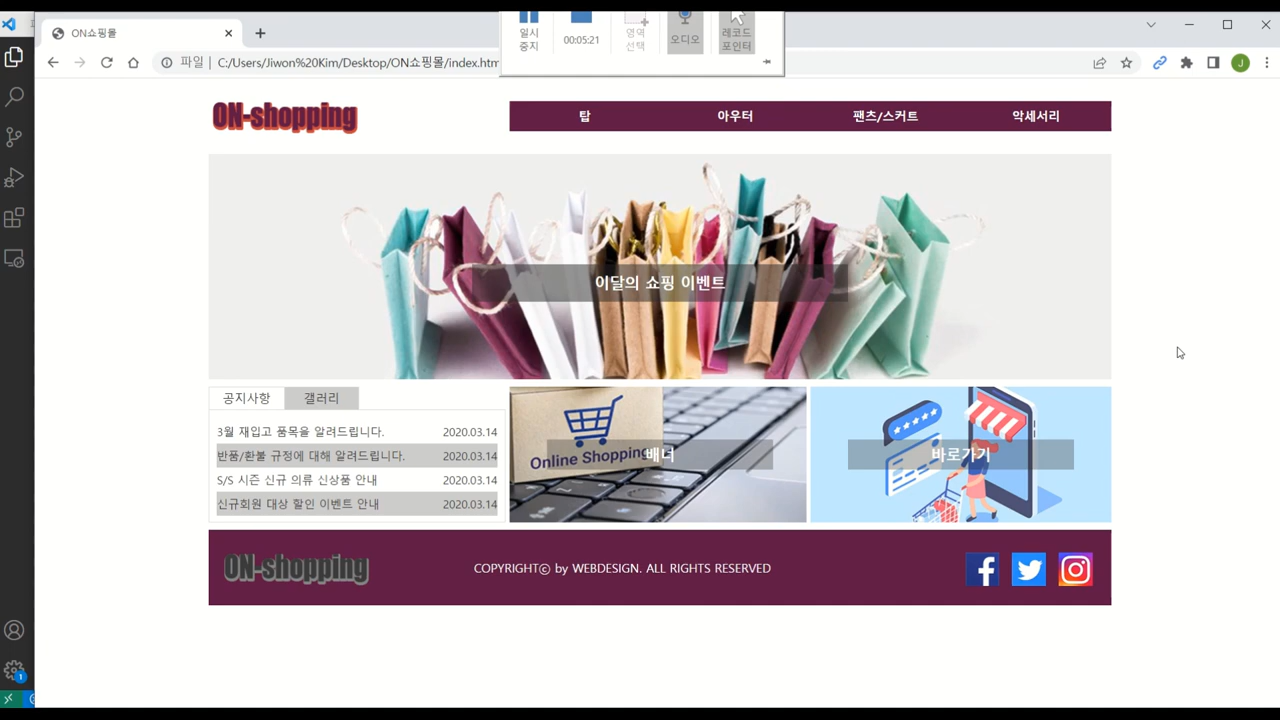 ON쇼핑몰
일시
중지
00:05:21
영역
선택
오디오
레코드
포인터
파일 | C:/Users/Jiwon%20Kim/Desktop/ON쇼핑몰/index.htm
J
ON-shopping
탑 아우터 팬츠/스커트 악세서리
이달의 쇼핑 이벤트
공지사항 갤러리
3월 재입고 품목을 알려드립니다. 2020.03.14
반품/환불 규정에 대해 알려드립니다. 2020.03.14
S/S 시즌 신규 의류 신상품 안내 2020.03.14
신규회원 대상 할인 이벤트 안내 2020.03.14
Online Shopping
배너
바로가기
ON-shopping
COPYRIGHTⓒ by WEBDESIGN. ALL RIGHTS RESERVED
1